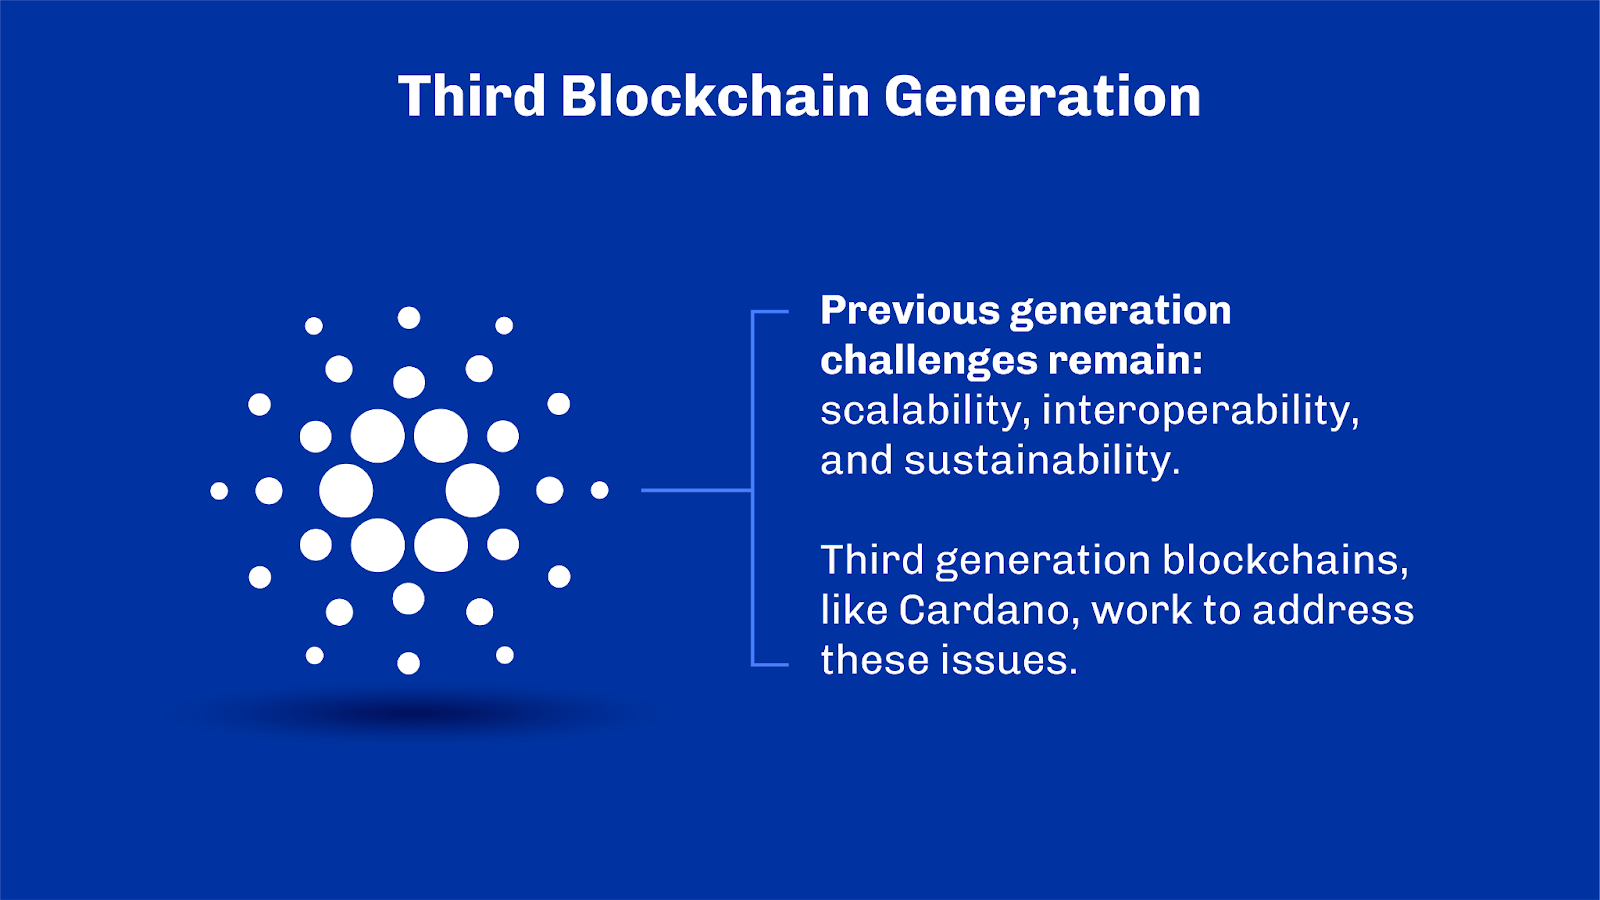 Third Blockchain Generation
Previous generation
challenges remain:
scalability, interoperability,
and sustainability.
Third generation blockchains,
like Cardano, work to address
these issues.